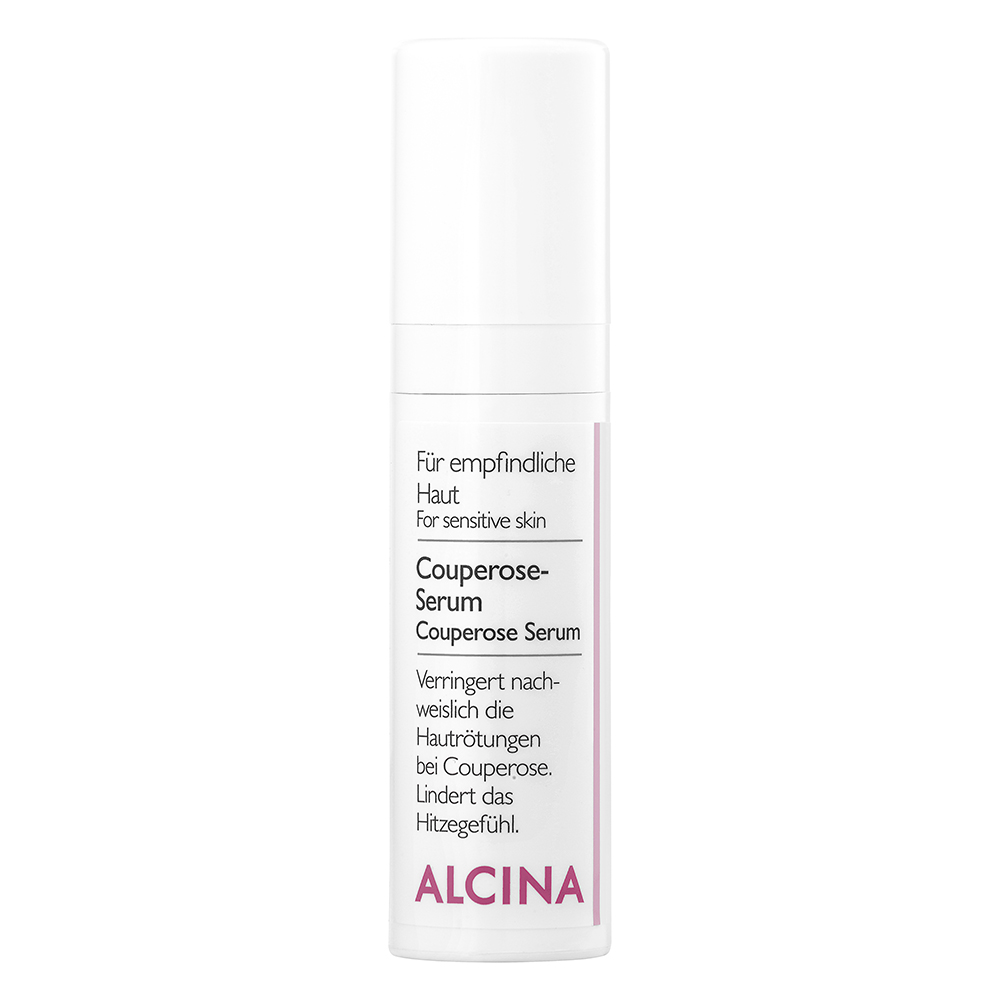 Für empfindliche
Haut
For sensitive skin
Couperose-
Serum
Couperose Serum
Verringert nach-
weislich die
Hautrötungen
bei Couperose.
Lindert das
Hitzegefühl.
ALCINA